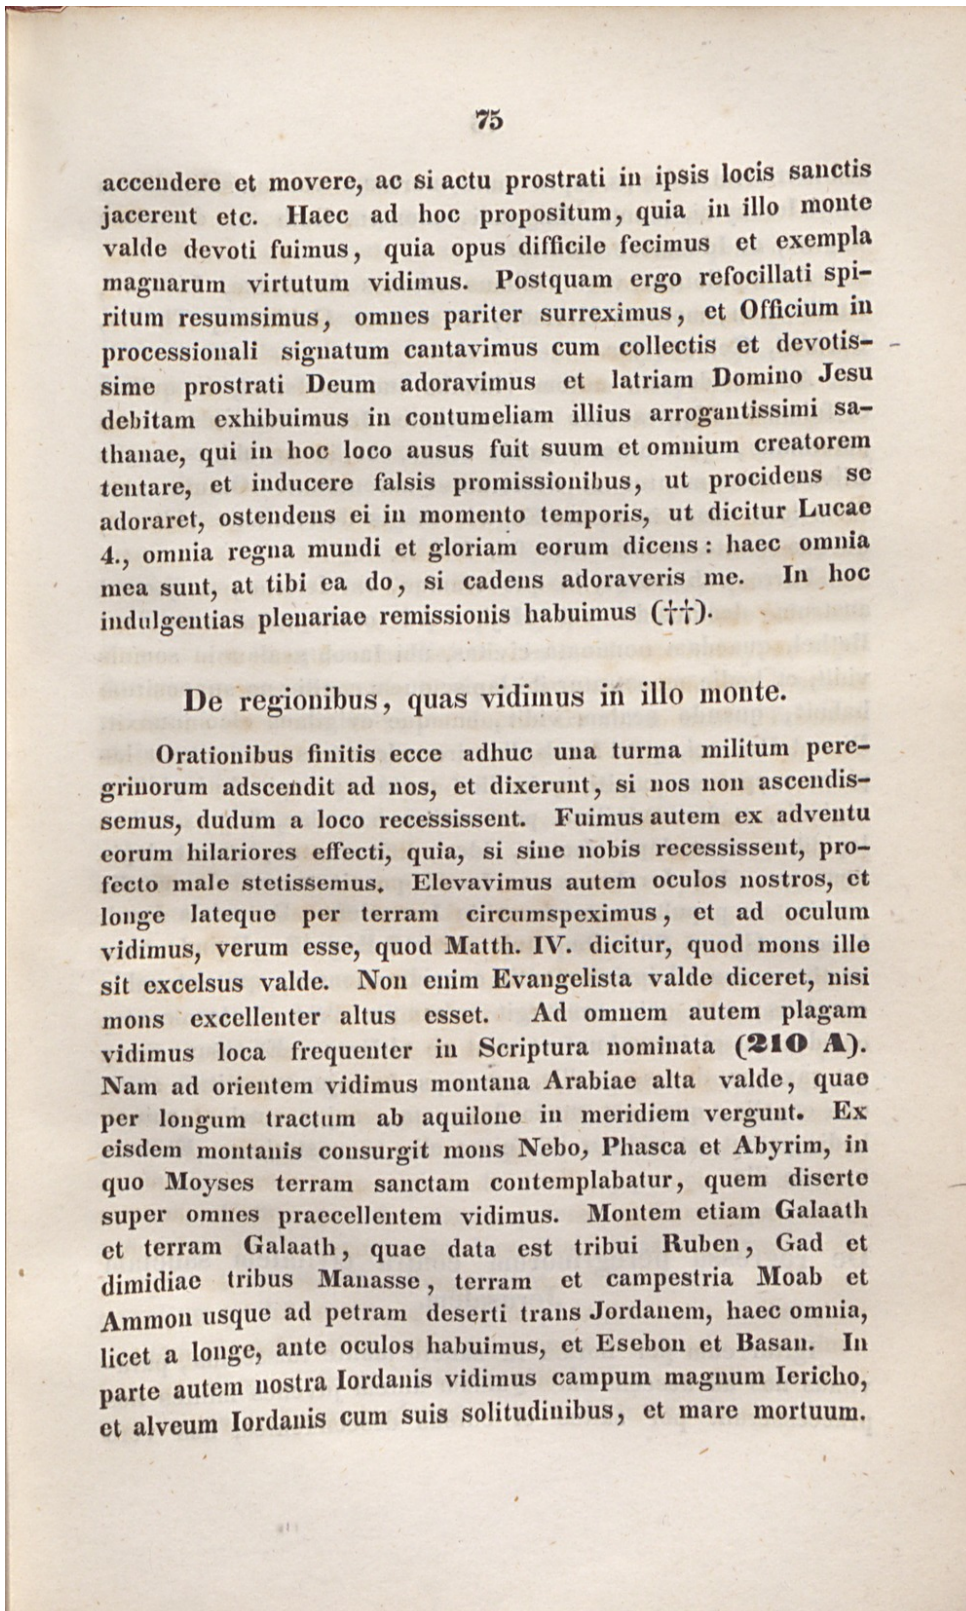 75
accendere et movere, ac si actu prostrati in ipsis locis sanctis
jacerent etc. Haec ad hoc propositum, quia in illo monte
valde devoti fuimus, quia opus difficile fecimus et exempla
magnarum virtutum vidimus. Postquam ergo refocillati spi-
ritum resumsimus, omnes pariter surreximus, et Officium in
processionali signatum cantavimus cum collectis et devotis-
sime prostrati Deum adoravimus et latriam Domino Jesu
debitam exhibuimus in contumeliam illius arrogantissimi sa-
thanae, qui in hoc loco ausus fuit suum et omnium creatorem
tentare, et inducere falsis promissionibus, ut procidens se
adoraret, ostendens ei in momento temporis, ut dicitur Lucae
4., omnia regna mundi et gloriam eorum dicens: haec omnia
mea sunt, at tibi ea do, si cadens adoraveris me. In hoc
indulgentias plenariae remissionis habuimus (††).
De regionibus, quas vidimus in illo monte.
Orationibus finitis ecce adhuc una turma militum pere-
grinorum adscendit ad nos, et dixerunt, si nos non ascendis-
semus, dudum a loco recessissent. Fuimus autem ex adventu
eorum hilariores effecti, quia, si sine nobis recessissent, pro-
fecto male stetissemus. Elevavimus autem oculos nostros, et
longe lateque per terram circumspeximus, et ad oculum
vidimus, verum esse, quod Matth. IV. dicitur, quod mons ille
sit excelsus valde. Non enim Evangelista valde diceret, nisi
mons excellenter altus esset. Ad omnem autem plagam
vidimus loca frequenter in Scriptura nominata (210 A).
Nam ad orientem vidimus montana Arabiae alta valde, quae
per longum tractum ab aquilone in meridiem vergunt. Ex
eisdem montanis consurgit mons Nebo, Phasca et Abyrim, in
quo Moyses terram sanctam contemplabatur, quem diserte
super omnes praecellentem vidimus. Montem etiam Galaath
et terram Galaath, quae data est tribui Ruben, Gad et
dimidiae tribus Manasse, terram et campestria Moab et
Ammon usque ad petram deserti trans Jordanem, haec omnia,
licet a longe, ante oculos habuimus, et Esebon et Basan. In
parte autem nostra Iordanis vidimus campum magnum Iericho,
et alveum Iordanis cum suis solitudinibus, et mare mortuum.